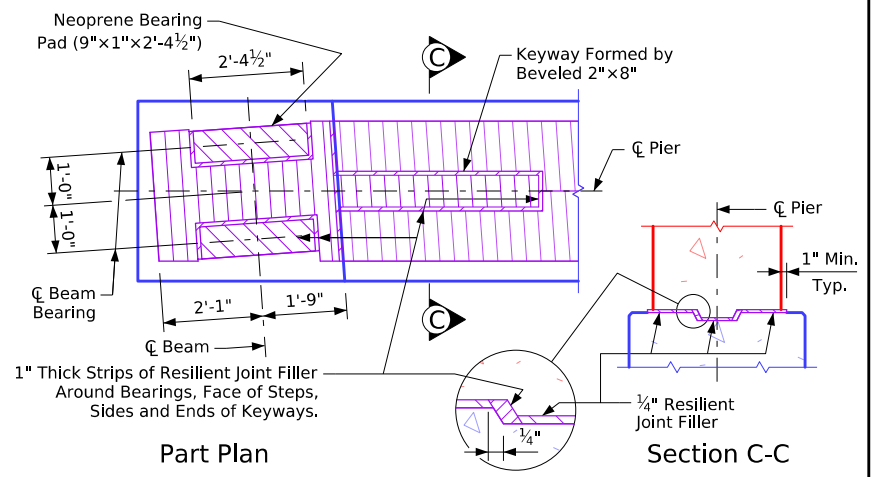 Neoprene Bearing
Pad (9"×1"×2'-4½")
2'-4½"
C
Keyway Formed by
Beveled 2"×8"
℄ Pier
1'-0"
1'-0"
℄ Pier
1" Min.
Typ.
℄ Beam
Bearing
2'-1"
1'-9"
C
℄ Beam
1" Thick Strips of Resilient Joint Filler
Around Bearings, Face of Steps,
Sides and Ends of Keyways.
¼"
¼" Resilient
Joint Filler
Part Plan
Section C-C